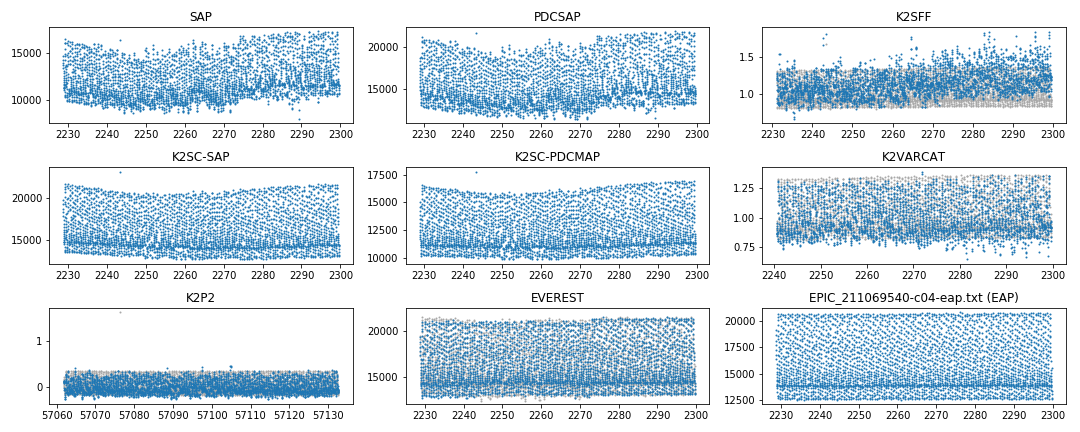 SAP
15000
10000
2230 2240 2250 2260 2270 2280 2290 2300
PDCSAP
20000
15000
2230 2240 2250 2260 2270 2280 2290 2300
K2SFF
1.5
1.0
2230 2240 2250 2260 2270 2280 2290 2300
K2SC-SAP
20000
15000
2230 2240 2250 2260 2270 2280 2290 2300
K2SC-PDCMAP
17500
15000
12500
10000
2230 2240 2250 2260 2270 2280 2290 2300
K2VARCAT
1.25
1.00
0.75
2240 2250 2260 2270 2280 2290 2300
K2P2
1
0
57060 57070 57080 57090 57100 57110 57120 57130
EVEREST
20000
15000
2230 2240 2250 2260 2270 2280 2290 2300
EPIC_211069540-c04-eap.txt (EAP)
20000
17500
15000
12500
2230 2240 2250 2260 2270 2280 2290 2300